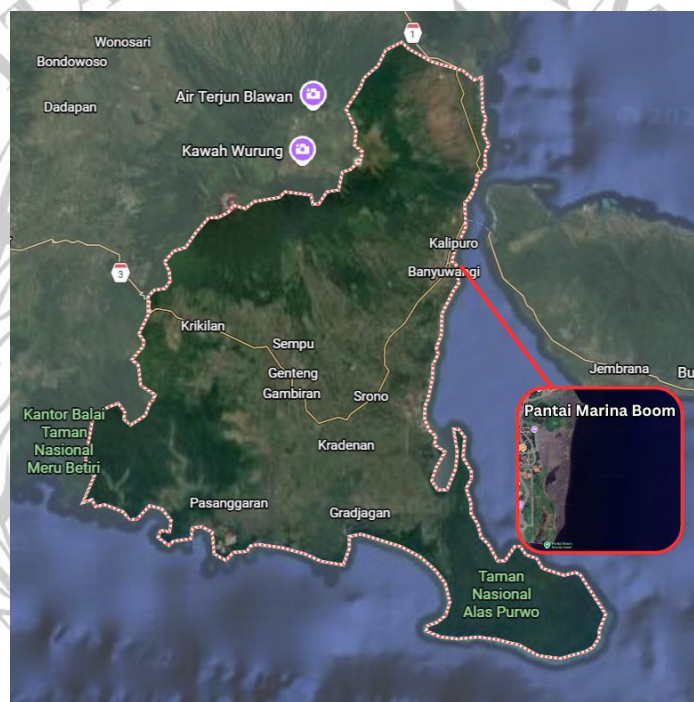 Wonosari
1
Bondowoso
Air Terjun Blawan
Dadapan
Kawah Wurung
Kalipuro
3
Banyuwangi
Krikilan
Sempu
Jembrana
Bu
Genteng
Gambiran
Srono
Pantai Marina Boom
Kantor Balai
Taman
Nasional
Meru Betiri
Kradenan
Pasanggaran
Gradjagan
Taman
Nasional
Alas Purwo